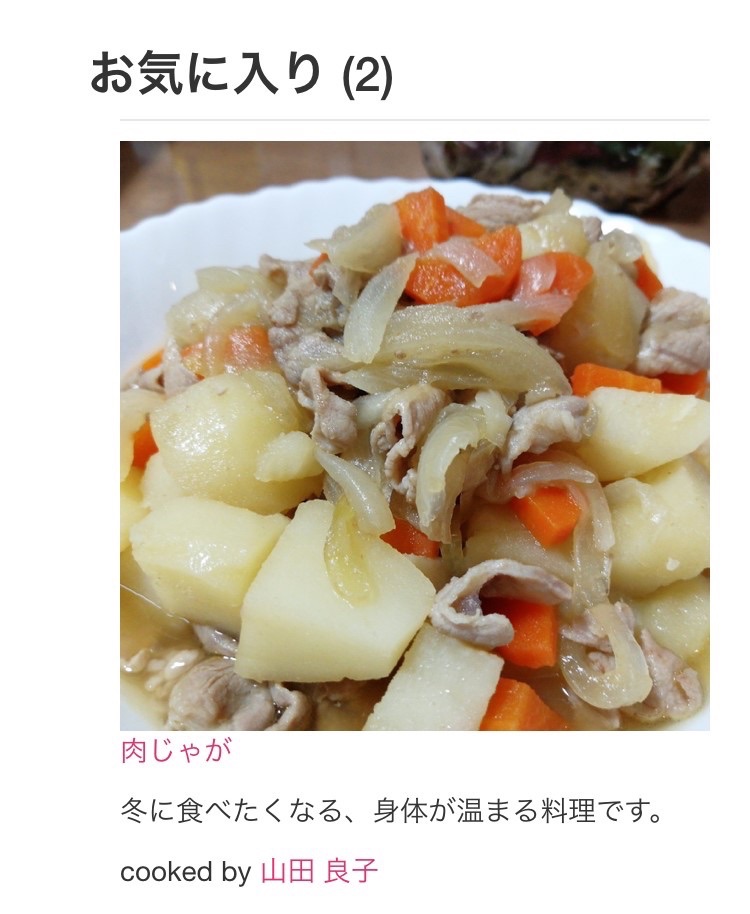 お気に入り (2)
肉じゃが
冬に食べたくなる、身体が温まる料理です。
cooked by 山田 良子